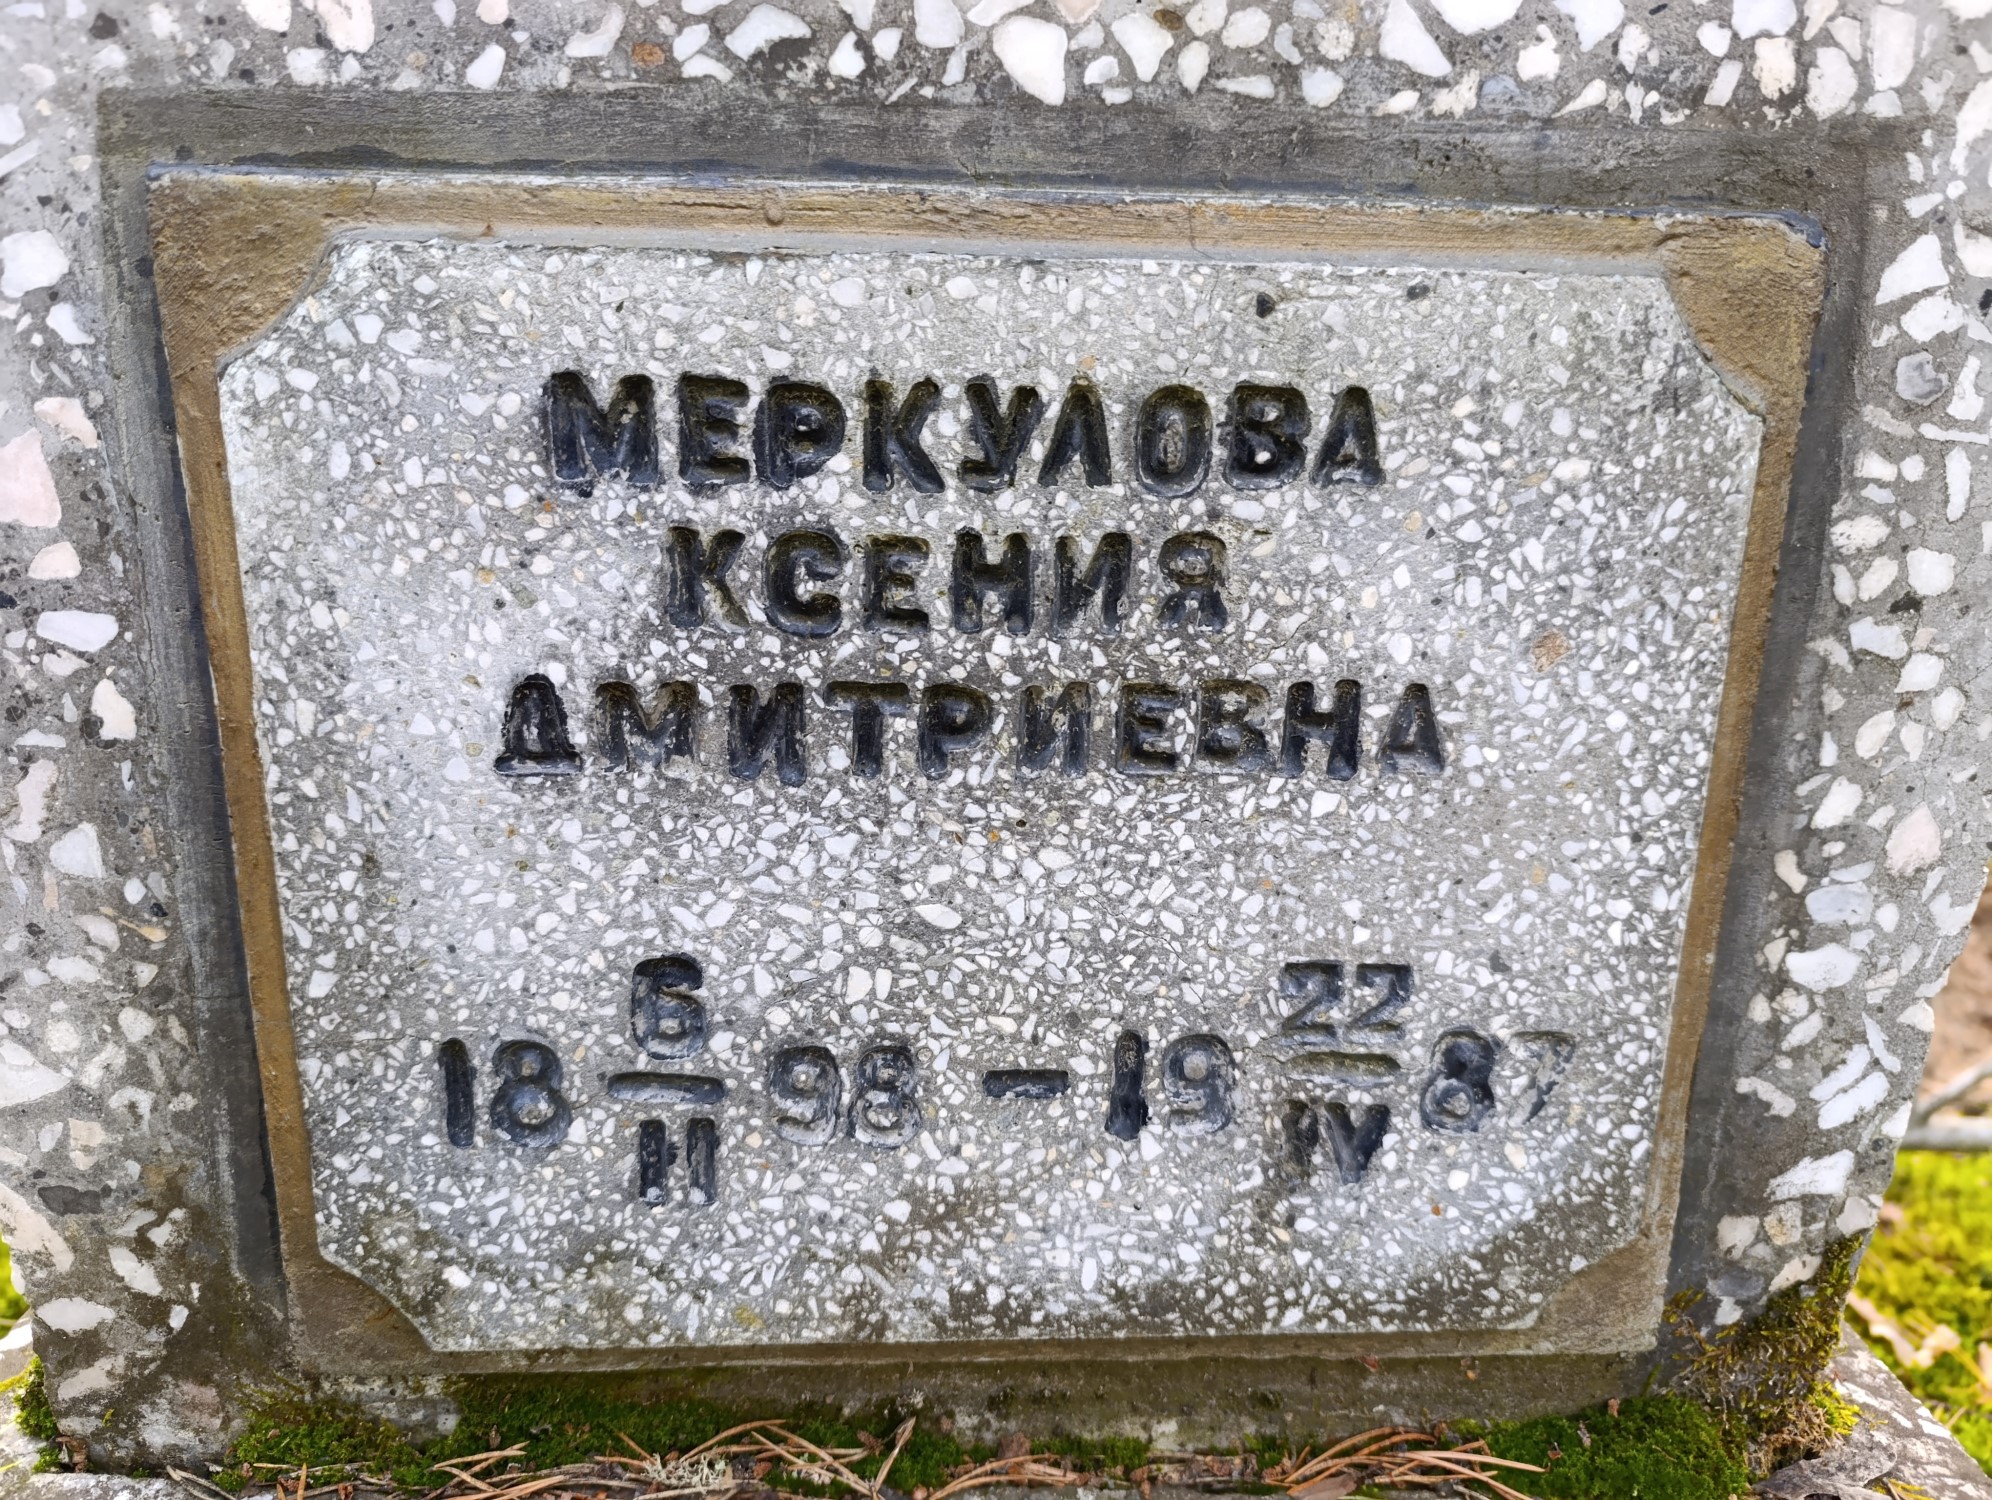 МЕРКУЛОВА
КСЕНИЯ
ДМИТРИЕВНА
18 6/II 98 – 19 22/IV 87